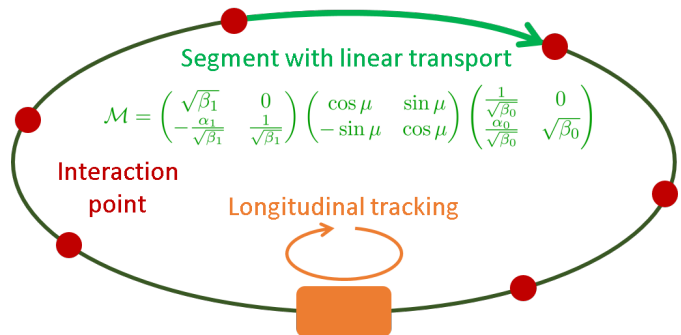 Segment with linear transport
\mathcal{M} = \begin{pmatrix} \sqrt{\beta_1} & 0 \\ -\frac{\alpha_1}{\sqrt{\beta_1}} & \frac{1}{\sqrt{\beta_1}} \end{pmatrix} \begin{pmatrix} \cos\mu & \sin\mu \\ -\sin\mu & \cos\mu \end{pmatrix} \begin{pmatrix} \frac{1}{\sqrt{\beta_0}} & 0 \\ \frac{\alpha_0}{\sqrt{\beta_0}} & \sqrt{\beta_0} \end{pmatrix}
Interaction
point
Longitudinal tracking